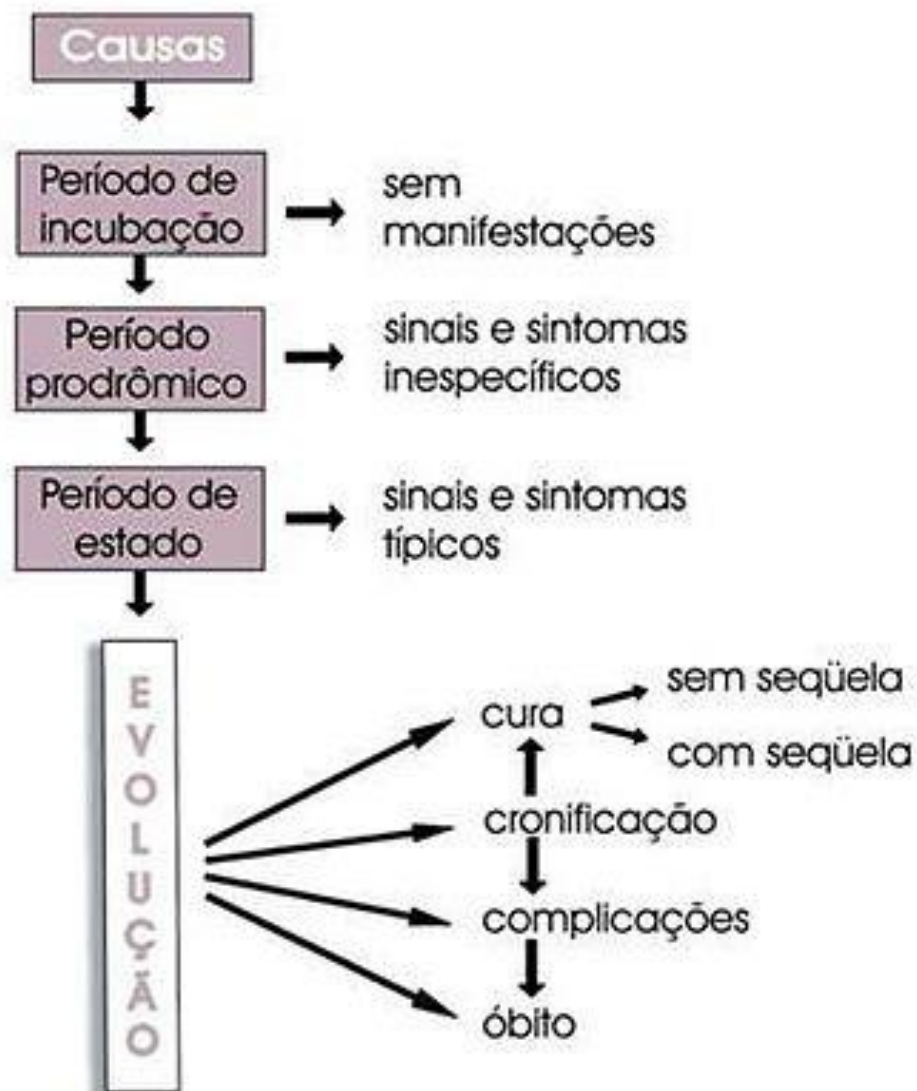 Causas
Período de
incubação
sem
manifestações
Período
prodrômico
sinais e sintomas
inespecíficos
Período de
estado
sinais e sintomas
típicos
EVOLUÇÃO
cura
sem seqüela
com seqüela
cronificação
complicações
óbito